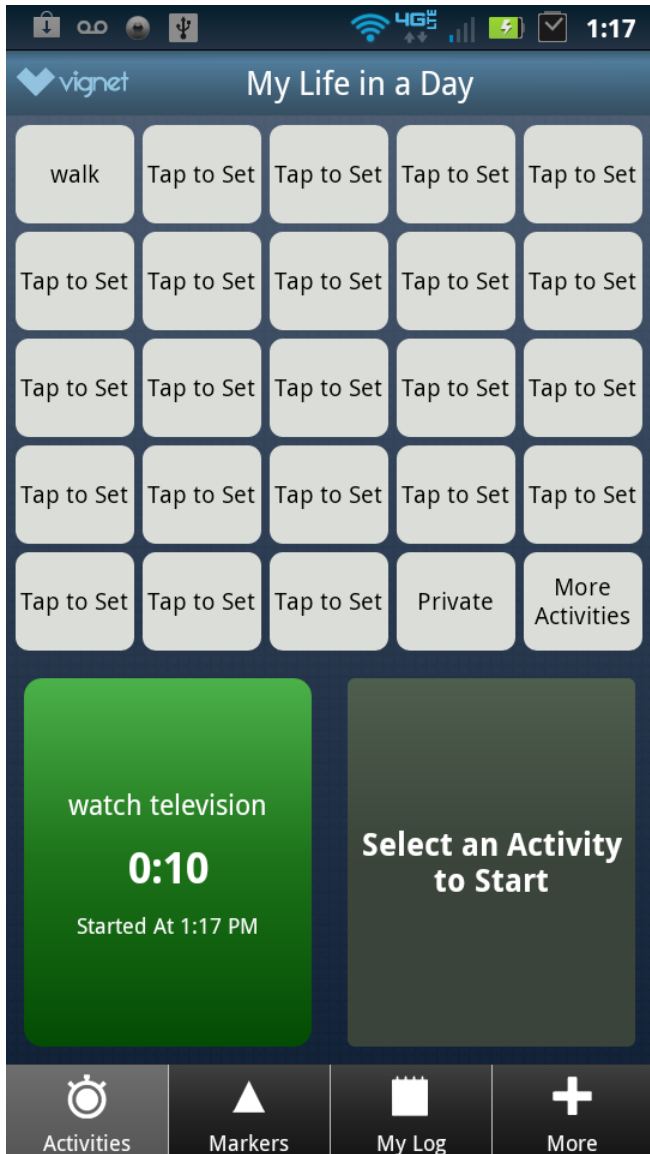 4G LTE 1:17
vignet My Life in a Day
walk Tap to Set Tap to Set Tap to Set Tap to Set
Tap to Set Tap to Set Tap to Set Tap to Set Tap to Set
Tap to Set Tap to Set Tap to Set Tap to Set Tap to Set
Tap to Set Tap to Set Tap to Set Tap to Set Tap to Set
Tap to Set Tap to Set Tap to Set Private More
Activities
watch television
0:10
Started At 1:17 PM
Select an Activity
to Start
Activities Markers My Log More